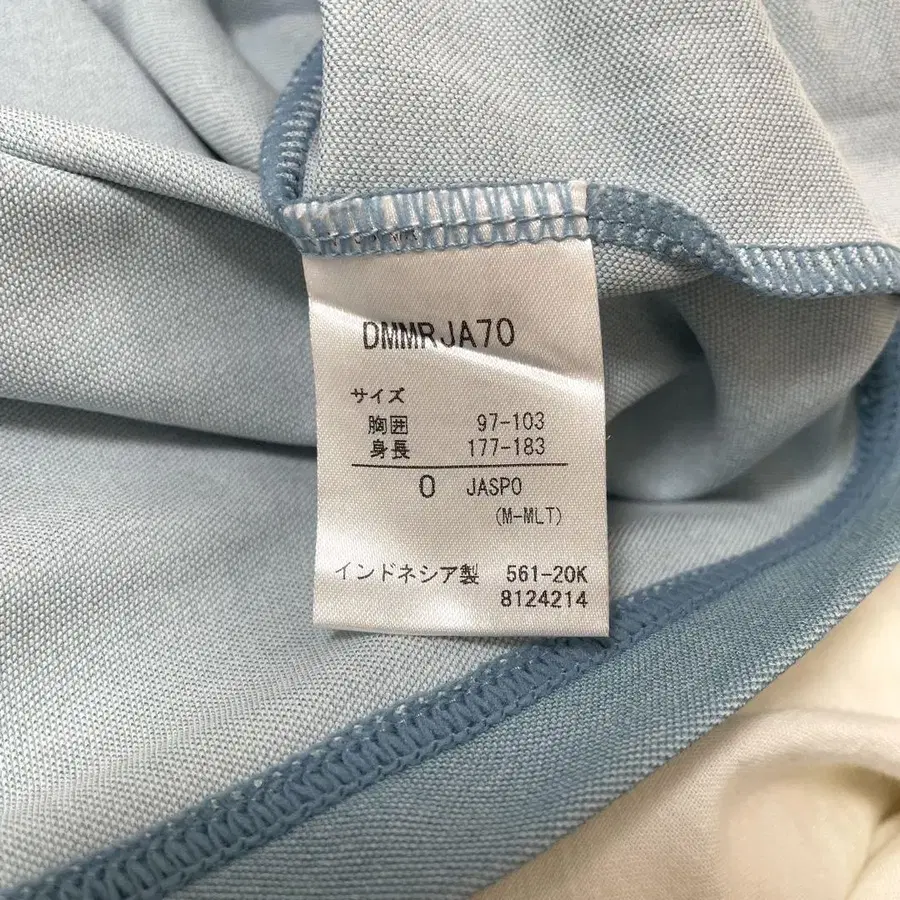 DMMRJA70
サイズ
胸囲 97-103
身長 177-183
O JASPO
(M-MLT)
インドネシア製 561-20K
8124214